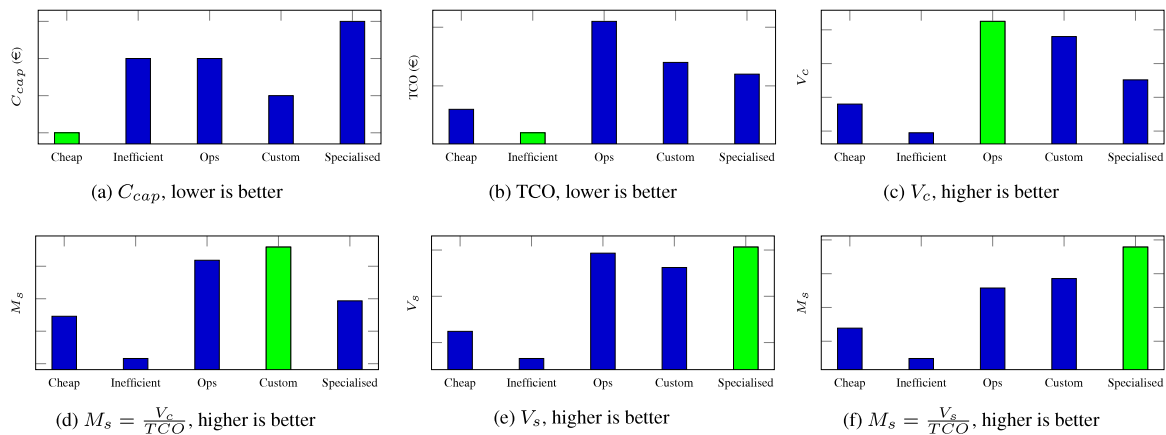 C_cap (€)
Cheap Inefficient Ops Custom Specialised
(a) C_cap, lower is better
TCO (€)
Cheap Inefficient Ops Custom Specialised
(b) TCO, lower is better
V_c
Cheap Inefficient Ops Custom Specialised
(c) V_c, higher is better
M_s
Cheap Inefficient Ops Custom Specialised
(d) M_s = V_c/TCO, higher is better
V_s
Cheap Inefficient Ops Custom Specialised
(e) V_s, higher is better
M_s
Cheap Inefficient Ops Custom Specialised
(f) M_s = V_s/TCO, higher is better